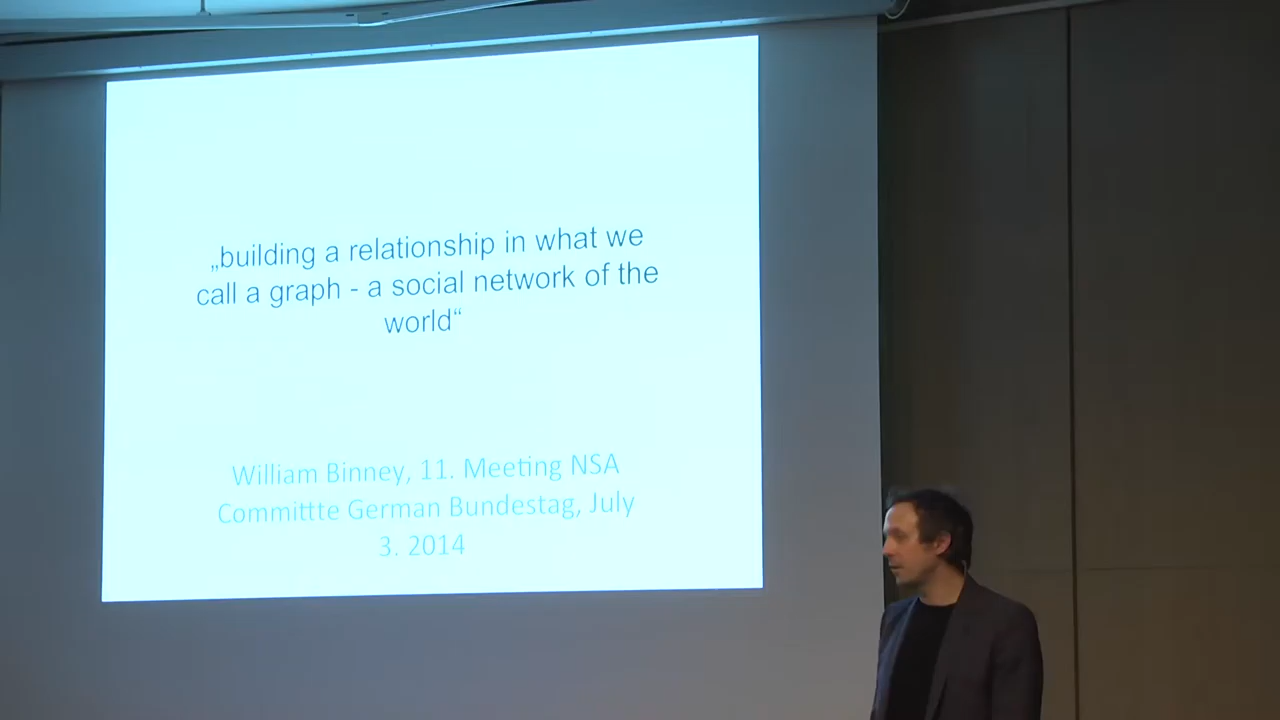 „building a relationship in what we
call a graph - a social network of the
world“
William Binney, 11. Meeting NSA
Committte German Bundestag, July
3. 2014